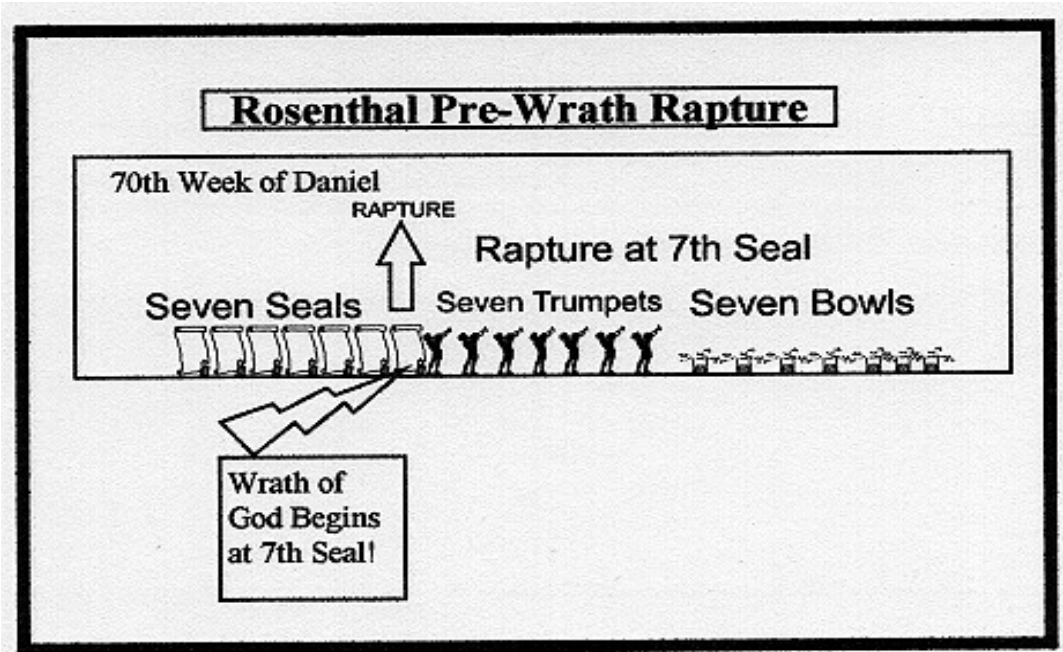 Rosenthal Pre-Wrath Rapture
70th Week of Daniel
RAPTURE
Rapture at 7th Seal
Seven Seals
Seven Trumpets
Seven Bowls
Wrath of
God Begins
at 7th Seal!